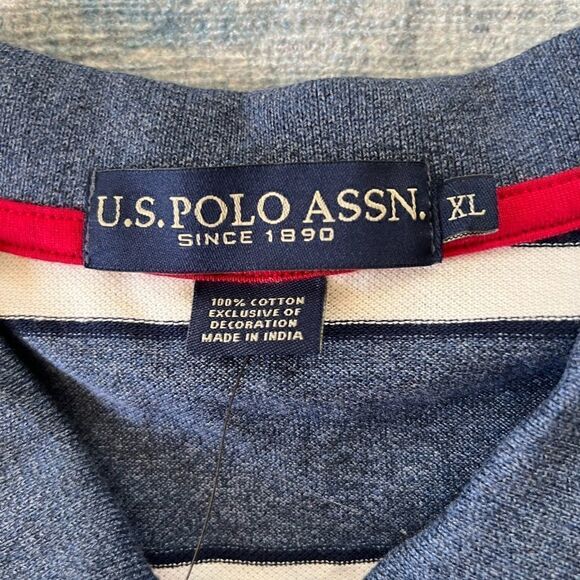 U.S. POLO ASSN.
SINCE 1890
XL
100% COTTON
EXCLUSIVE OF
DECORATION
MADE IN INDIA